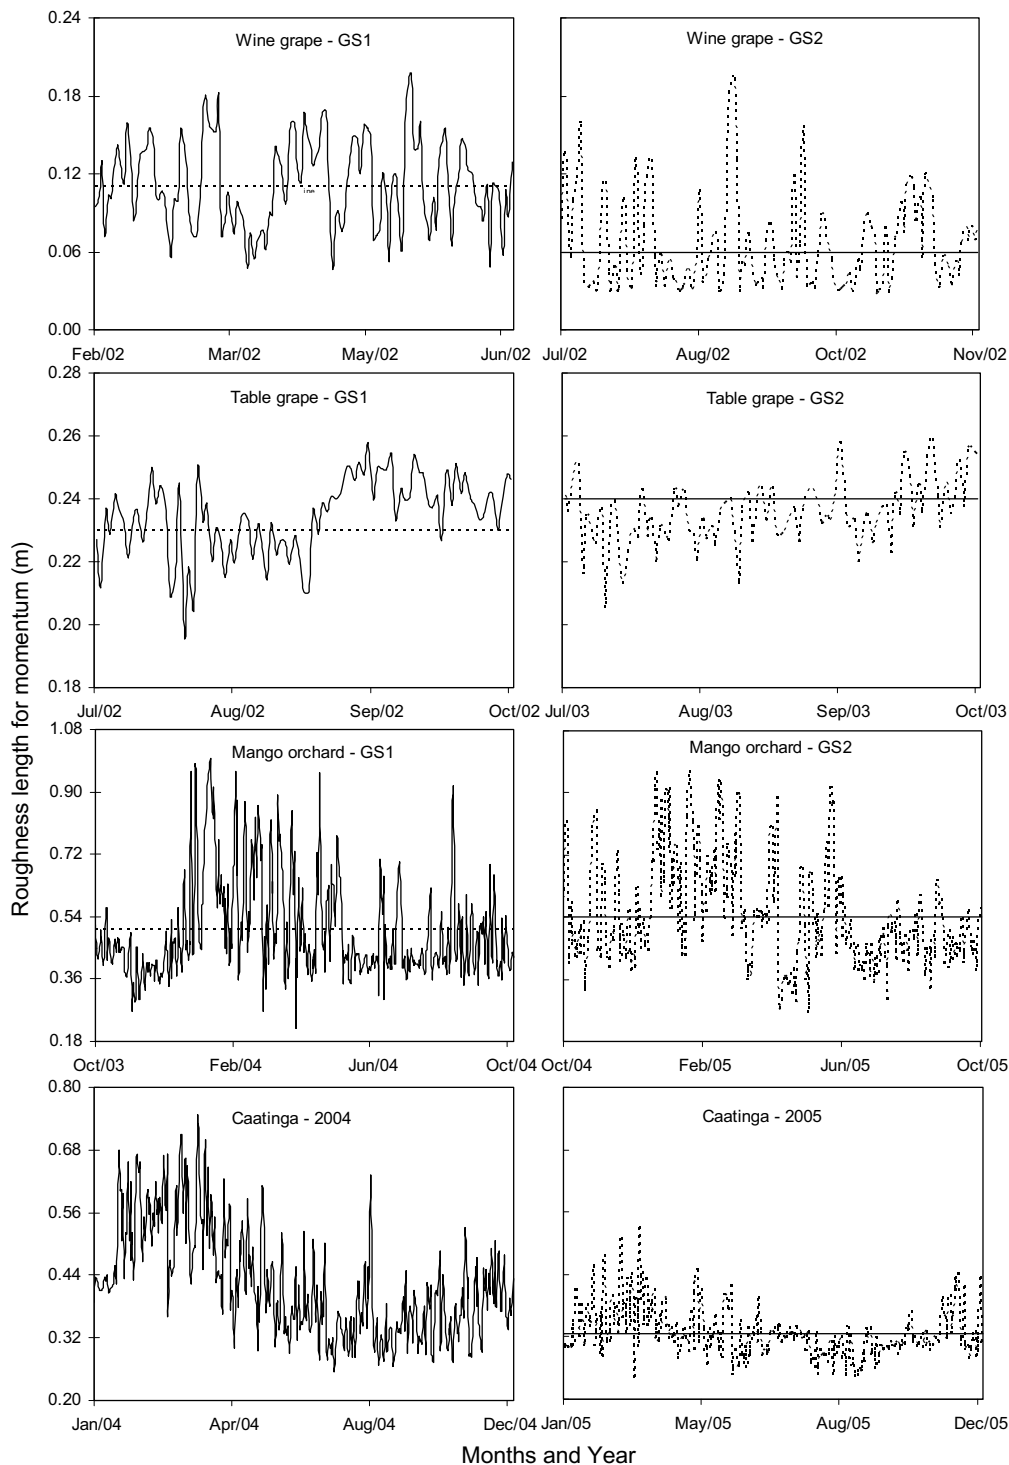 Roughness length for momentum (m)
Wine grape - GS1
0.24
0.18
0.12
0.06
0.00
Feb/02 Mar/02 May/02 Jun/02
Wine grape - GS2
Jul/02 Aug/02 Oct/02 Nov/02
Table grape - GS1
0.28
0.26
0.24
0.22
0.20
0.18
Jul/02 Aug/02 Sep/02 Oct/02
Table grape - GS2
Jul/03 Aug/03 Sep/03 Oct/03
Mango orchard - GS1
1.08
0.90
0.72
0.54
0.36
0.18
Oct/03 Feb/04 Jun/04 Oct/04
Mango orchard - GS2
Oct/04 Feb/05 Jun/05 Oct/05
Caatinga - 2004
0.80
0.68
0.56
0.44
0.32
0.20
Jan/04 Apr/04 Aug/04 Dec/04
Caatinga - 2005
Jan/05 May/05 Aug/05 Dec/05
Months and Year